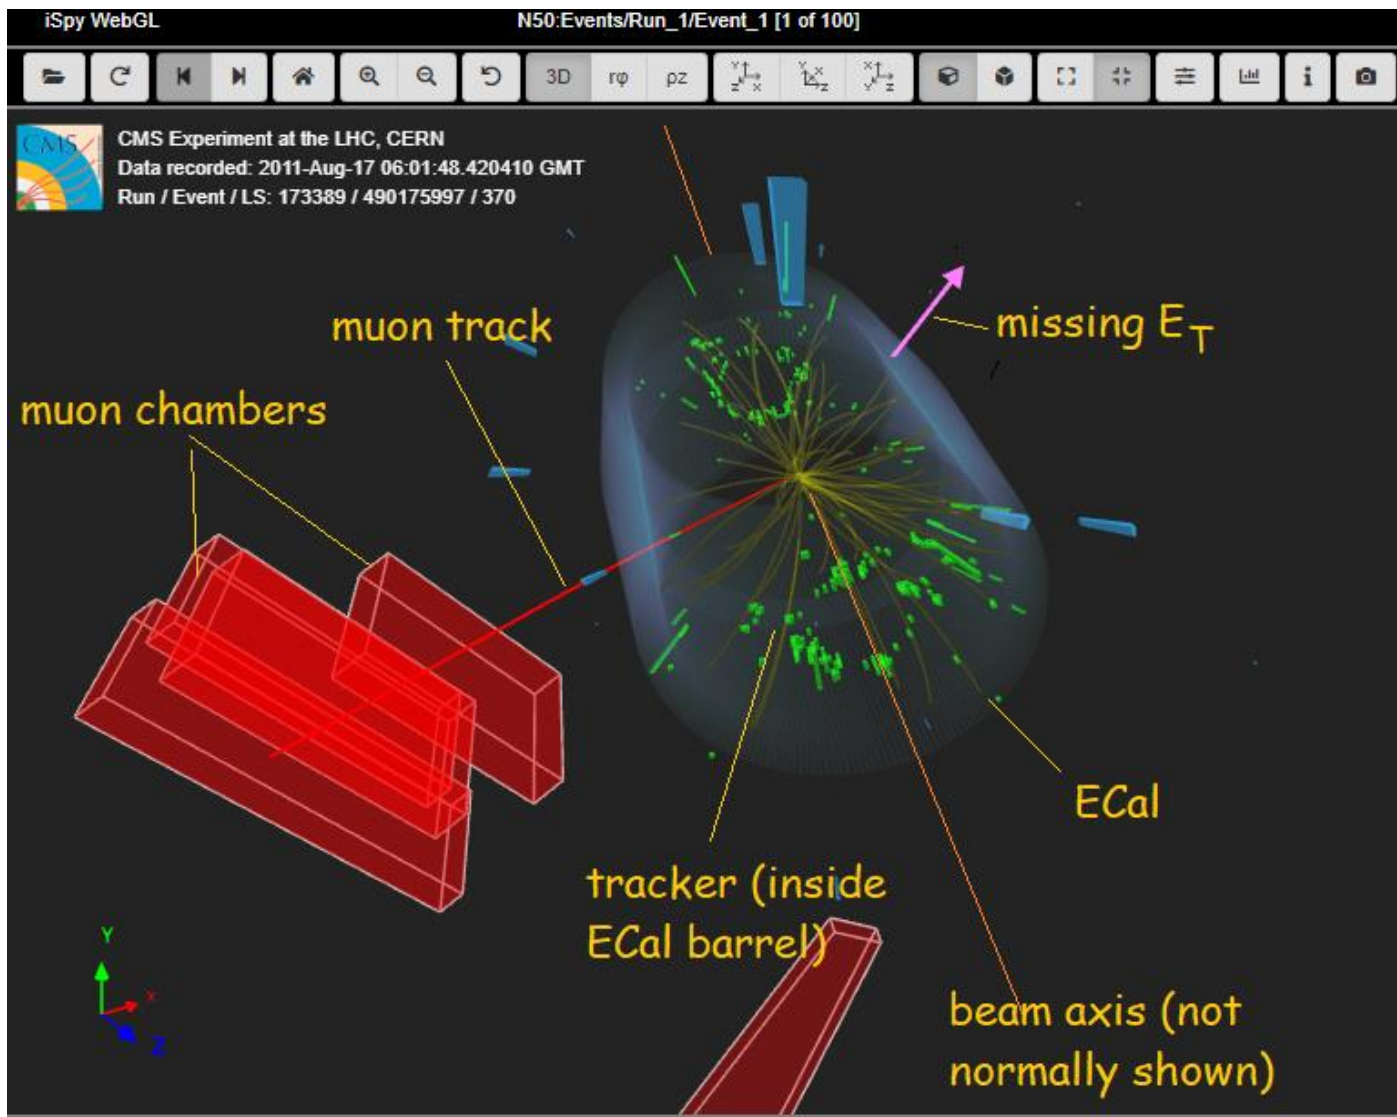 iSpy WebGL
N50:Events/Run_1/Event_1 [1 of 100]
3D
rφ
ρz
Y
Z
X
Y
X
Z
X
Y
Z
i
CMS
CMS Experiment at the LHC, CERN
Data recorded: 2011-Aug-17 06:01:48.420410 GMT
Run / Event / LS: 173389 / 490175997 / 370
missing ET
muon track
muon chambers
ECal
tracker (inside
ECal barrel)
beam axis (not
normally shown)
Y
X
Z